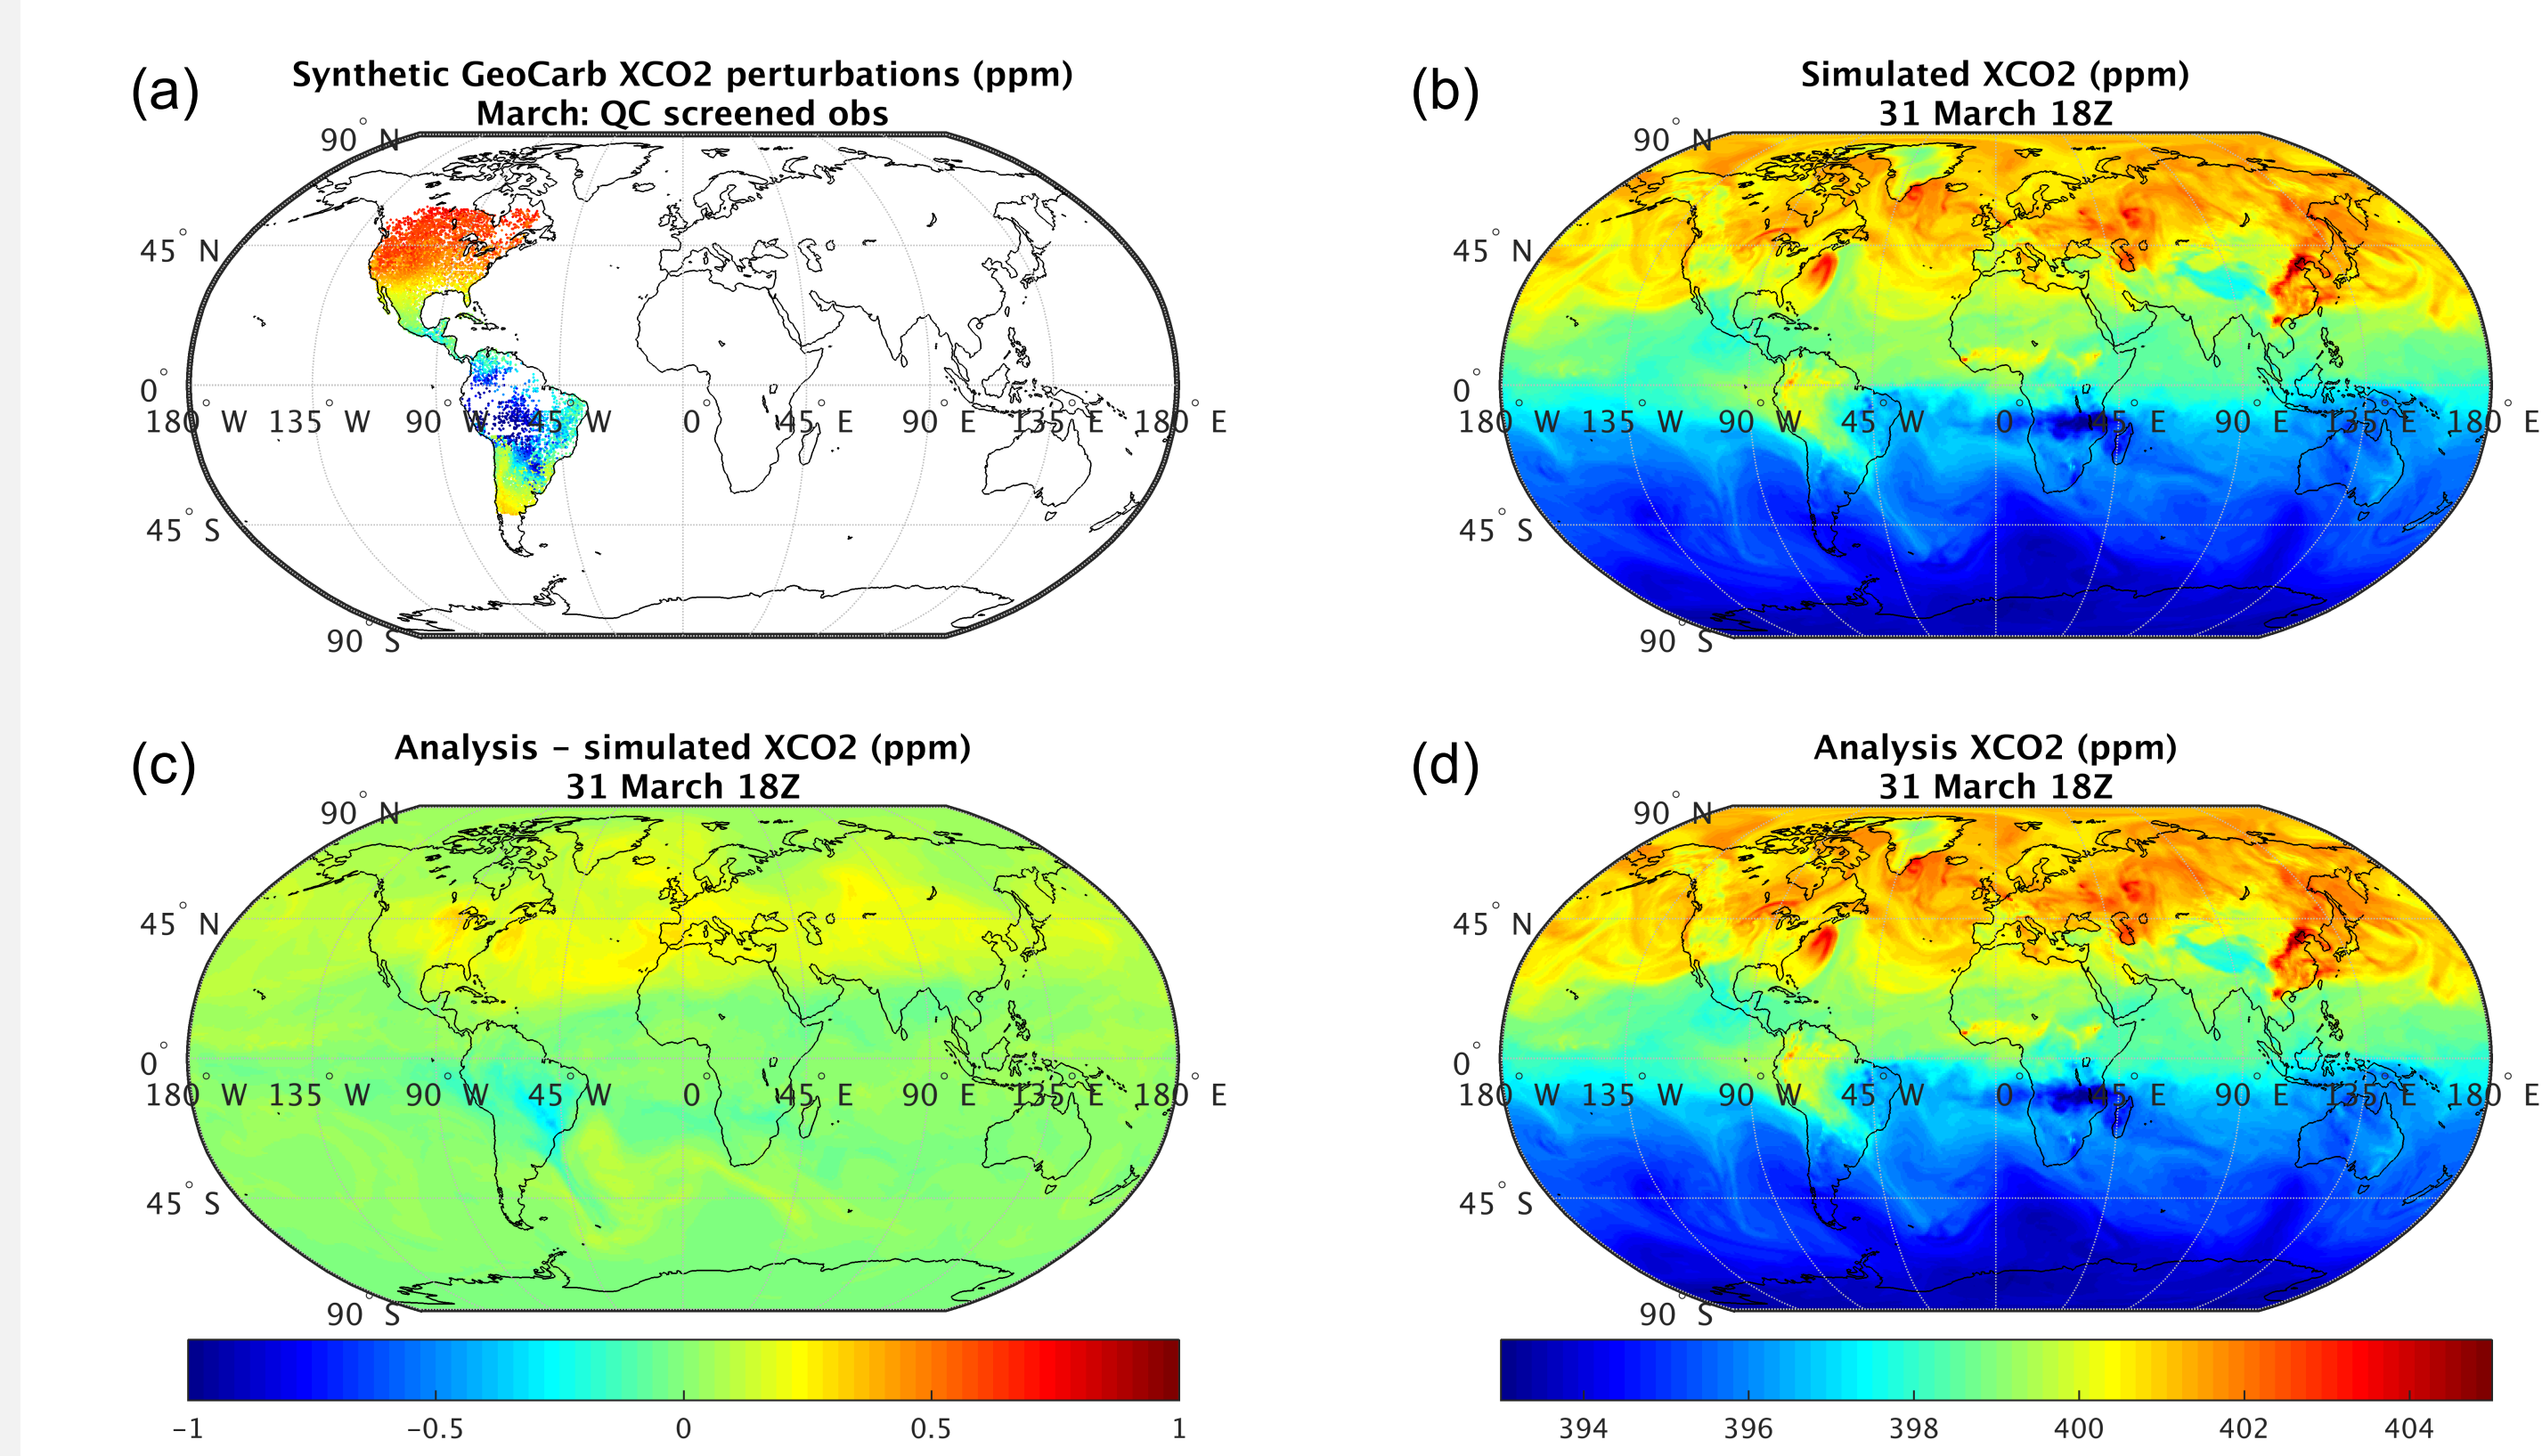 (a)
Synthetic GeoCarb XCO2 perturbations (ppm)
March: QC screened obs
90° N
45° N
0°
180° W 135° W 90° W 45° W 0° 45° E 90° E 135° E 180° E
45° S
90° S
(b)
Simulated XCO2 (ppm)
31 March 18Z
90° N
45° N
0°
180° W 135° W 90° W 45° W 0° 45° E 90° E 135° E 180° E
45° S
90° S
(c)
Analysis – simulated XCO2 (ppm)
31 March 18Z
90° N
45° N
0°
180° W 135° W 90° W 45° W 0° 45° E 90° E 135° E 180° E
45° S
90° S
−1 −0.5 0 0.5 1
(d)
Analysis XCO2 (ppm)
31 March 18Z
90° N
45° N
0°
180° W 135° W 90° W 45° W 0° 45° E 90° E 135° E 180° E
45° S
90° S
394 396 398 400 402 404